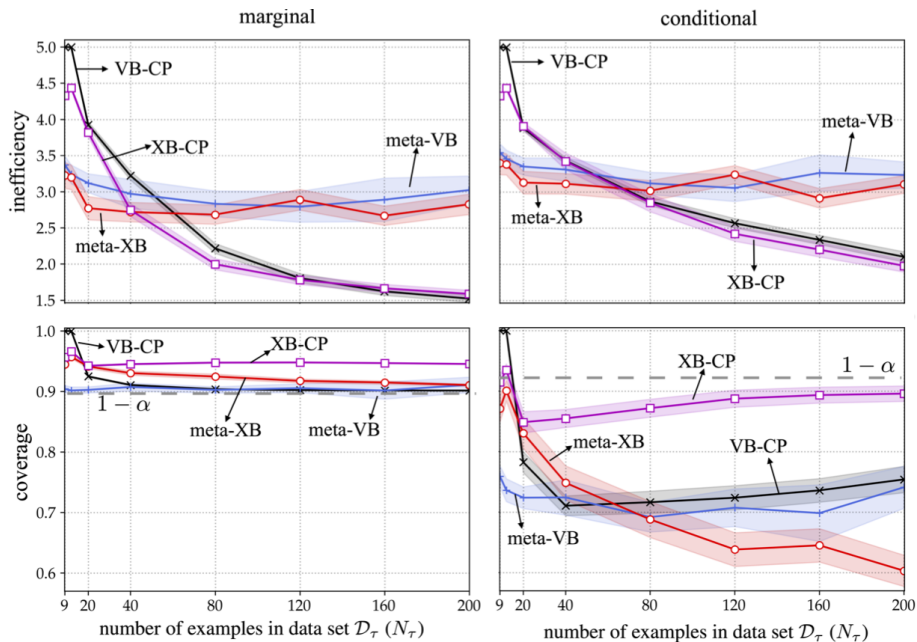 marginal
conditional
inefficiency
5.0
4.5
4.0
3.5
3.0
2.5
2.0
1.5
VB-CP
XB-CP
meta-VB
meta-XB
VB-CP
meta-VB
meta-XB
XB-CP
coverage
1.0
0.9
0.8
0.7
0.6
VB-CP
XB-CP
1 − α
meta-XB
meta-VB
1 − α
XB-CP
meta-XB
VB-CP
meta-VB
9 20 40 80 120 160 200
9 20 40 80 120 160 200
number of examples in data set 𝒟τ (Nτ)
number of examples in data set 𝒟τ (Nτ)